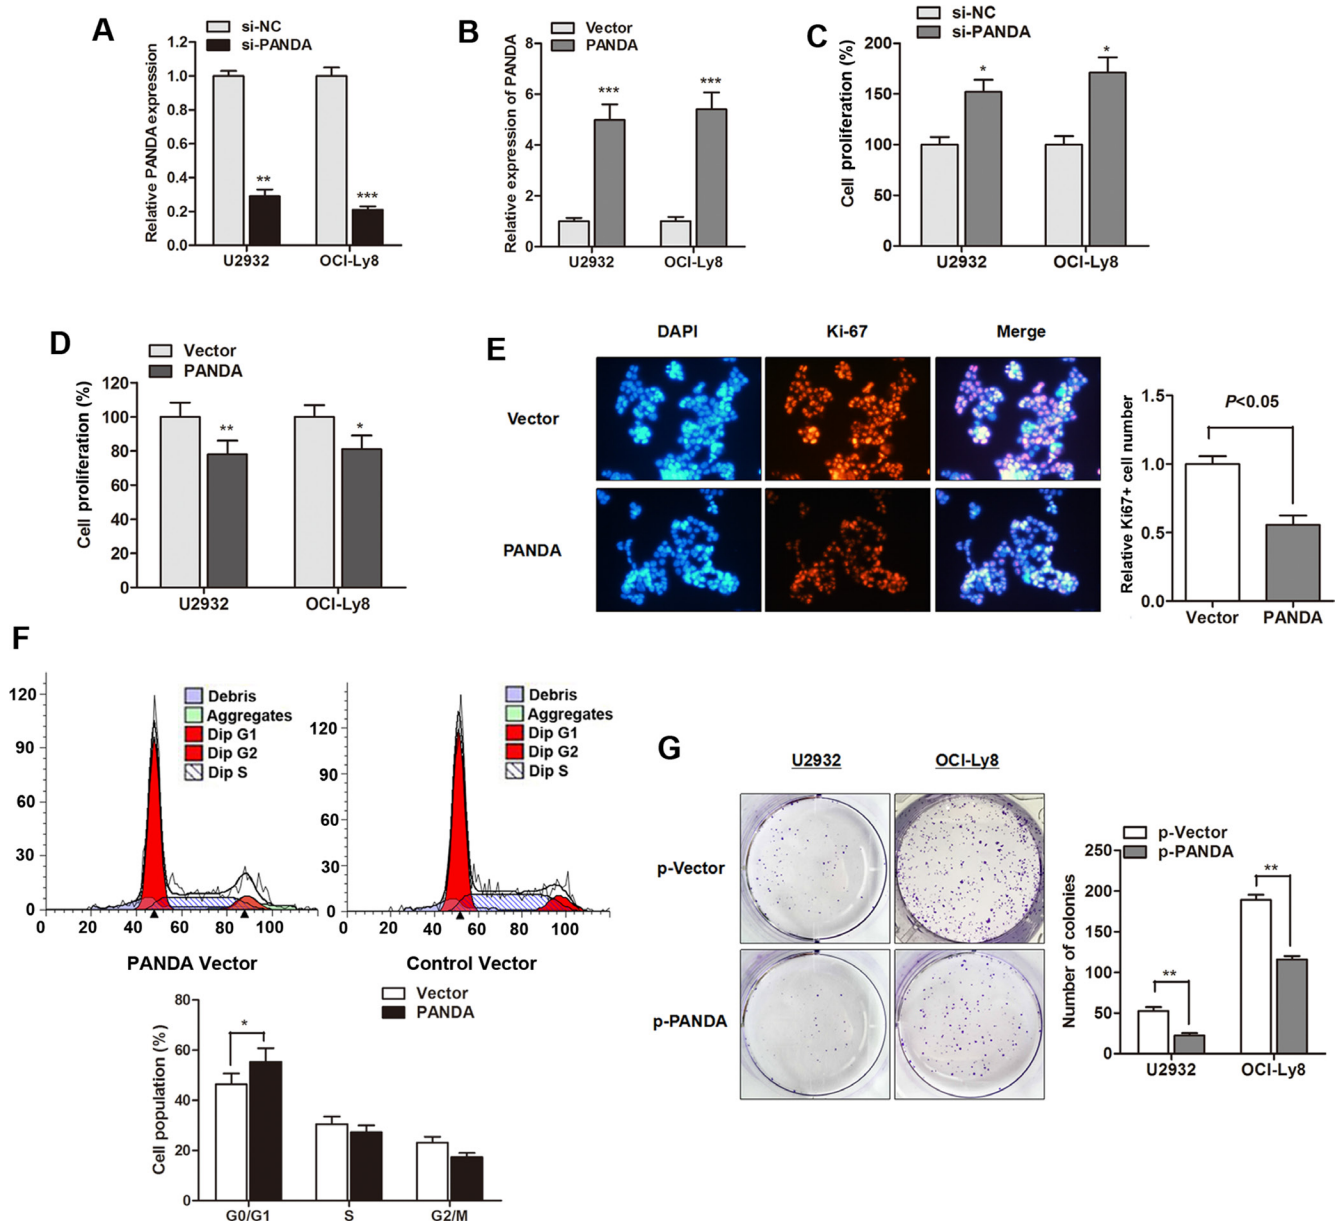 A
si-NC
si-PANDA
Relative PANDA expression
1.2
1.0
0.8
0.6
0.4
0.2
0.0
**
***
U2932 OCI-Ly8
B
Vector
PANDA
Relative expression of PANDA
8
6
4
2
0
***
***
U2932 OCI-Ly8
C
si-NC
si-PANDA
Cell proliferation (%)
200
150
100
50
0
*
*
U2932 OCI-Ly8
D
Vector
PANDA
Cell proliferation (%)
120
100
80
60
40
20
0
**
*
U2932 OCI-Ly8
E
DAPI Ki-67 Merge
Vector
PANDA
Relative Ki67+ cell number
1.5
1.0
0.5
0.0
P<0.05
Vector PANDA
F
120
90
60
30
0
Debris
Aggregates
Dip G1
Dip G2
Dip S
0 20 40 60 80 100
PANDA Vector
120
90
60
30
0
Debris
Aggregates
Dip G1
Dip G2
Dip S
0 20 40 60 80 100
Control Vector
Vector
PANDA
Cell population (%)
80
60
40
20
0
*
G0/G1 S G2/M
G
U2932 OCI-Ly8
p-Vector
p-PANDA
p-Vector
p-PANDA
Number of colonies
250
200
150
100
50
0
**
**
U2932 OCI-Ly8